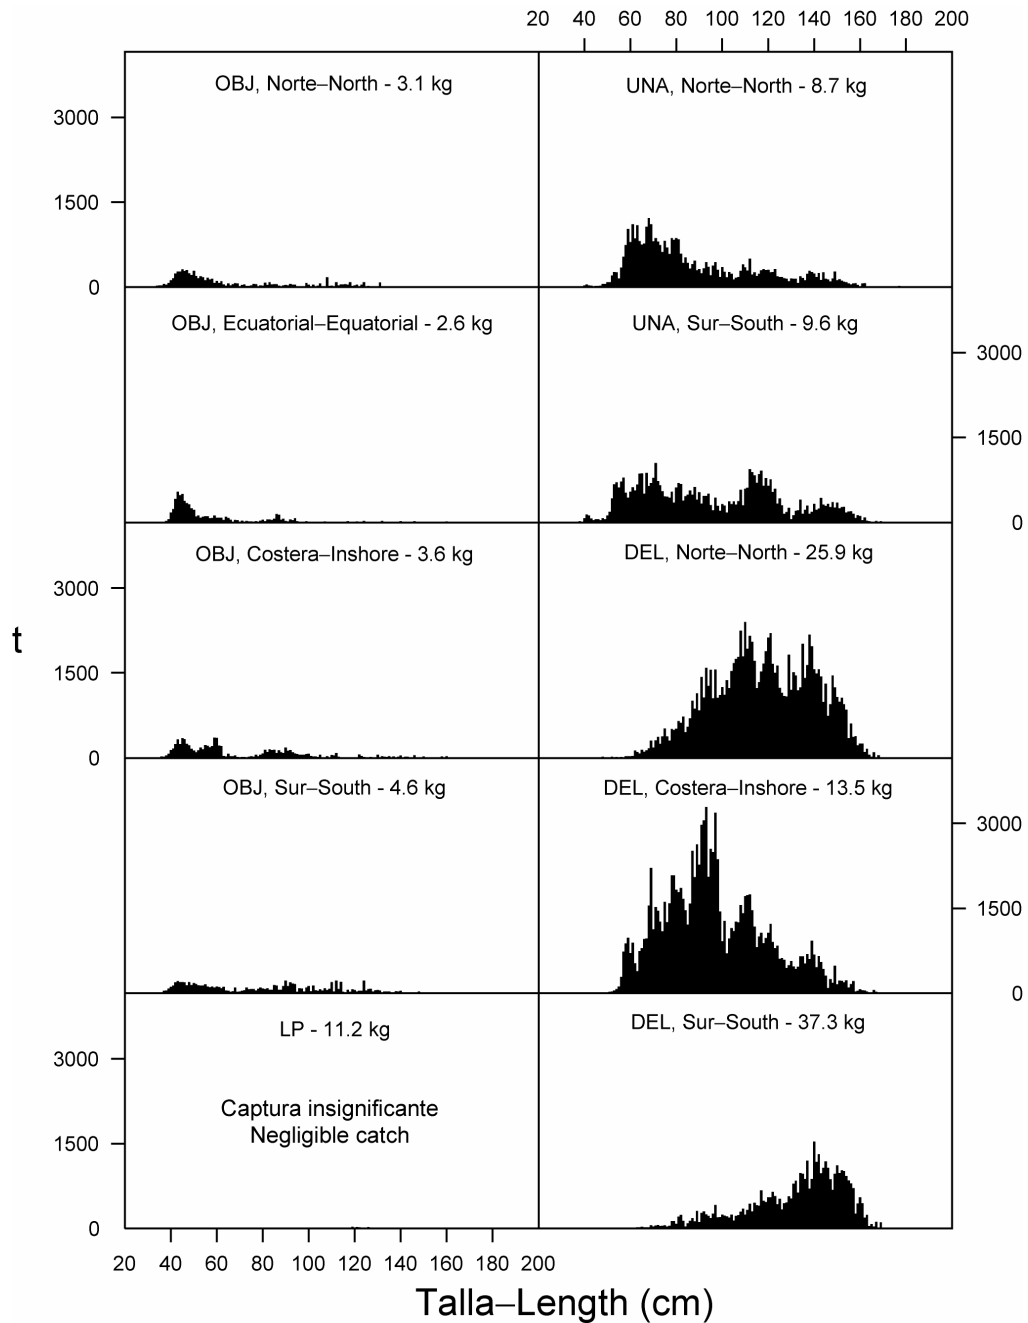 20 40 60 80 100 120 140 160 180 200
OBJ, Norte–North - 3.1 kg
UNA, Norte–North - 8.7 kg
3000
1500
0
OBJ, Ecuatorial–Equatorial - 2.6 kg
UNA, Sur–South - 9.6 kg
3000
1500
0
OBJ, Costera–Inshore - 3.6 kg
DEL, Norte–North - 25.9 kg
3000
t
1500
0
OBJ, Sur–South - 4.6 kg
DEL, Costera–Inshore - 13.5 kg
3000
1500
0
LP - 11.2 kg
DEL, Sur–South - 37.3 kg
3000
Captura insignificante
Negligible catch
1500
0
20 40 60 80 100 120 140 160 180 200
Talla–Length (cm)